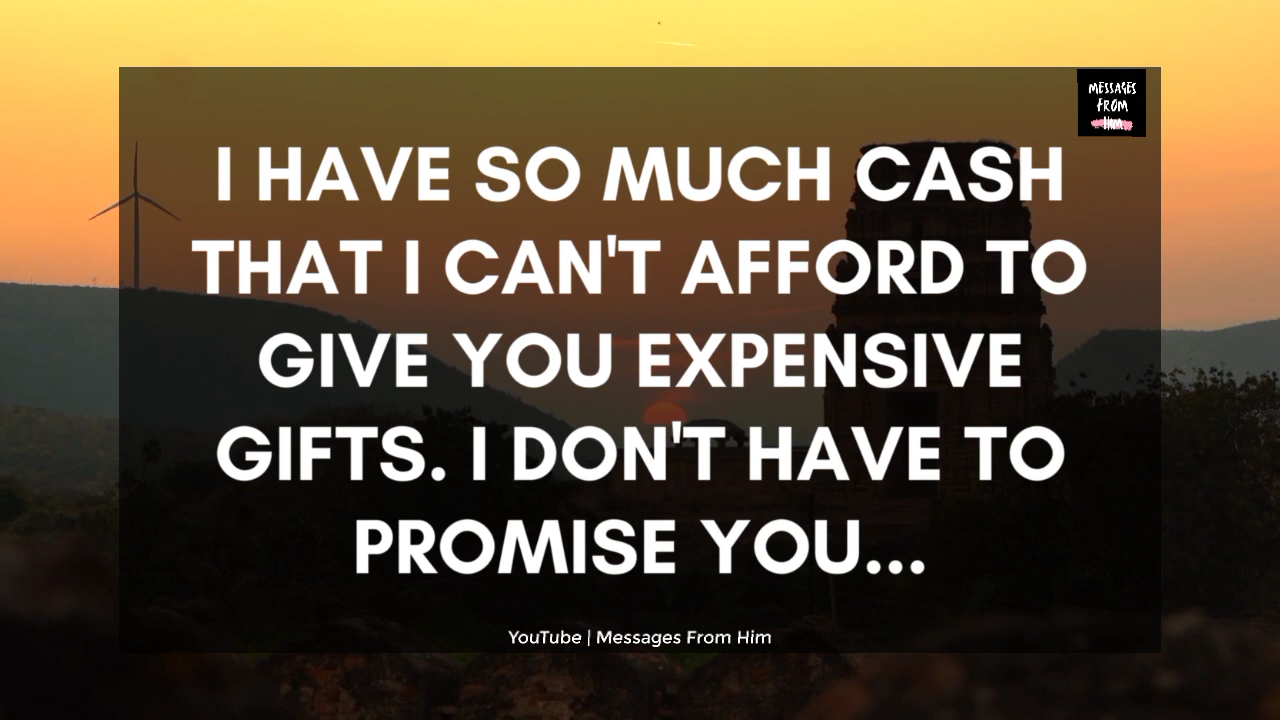 MESSAGES
FROM
Him
I HAVE SO MUCH CASH
THAT I CAN'T AFFORD TO
GIVE YOU EXPENSIVE
GIFTS. I DON'T HAVE TO
PROMISE YOU...
YouTube | Messages From Him